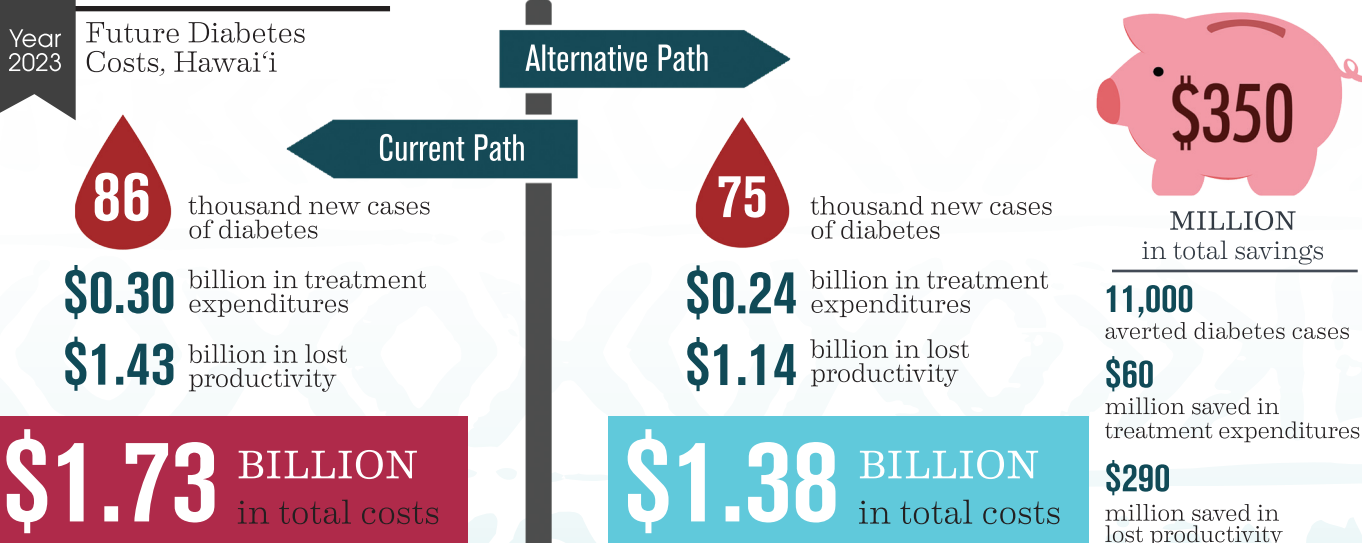 Year
2023
Future Diabetes
Costs, Hawai‘i
Alternative Path
Current Path
86
thousand new cases
of diabetes
$0.30
billion in treatment
expenditures
$1.43
billion in lost
productivity
$1.73 BILLION
in total costs
75
thousand new cases
of diabetes
$0.24
billion in treatment
expenditures
$1.14
billion in lost
productivity
$1.38 BILLION
in total costs
$350
MILLION
in total savings
11,000
averted diabetes cases
$60
million saved in
treatment expenditures
$290
million saved in
lost productivity